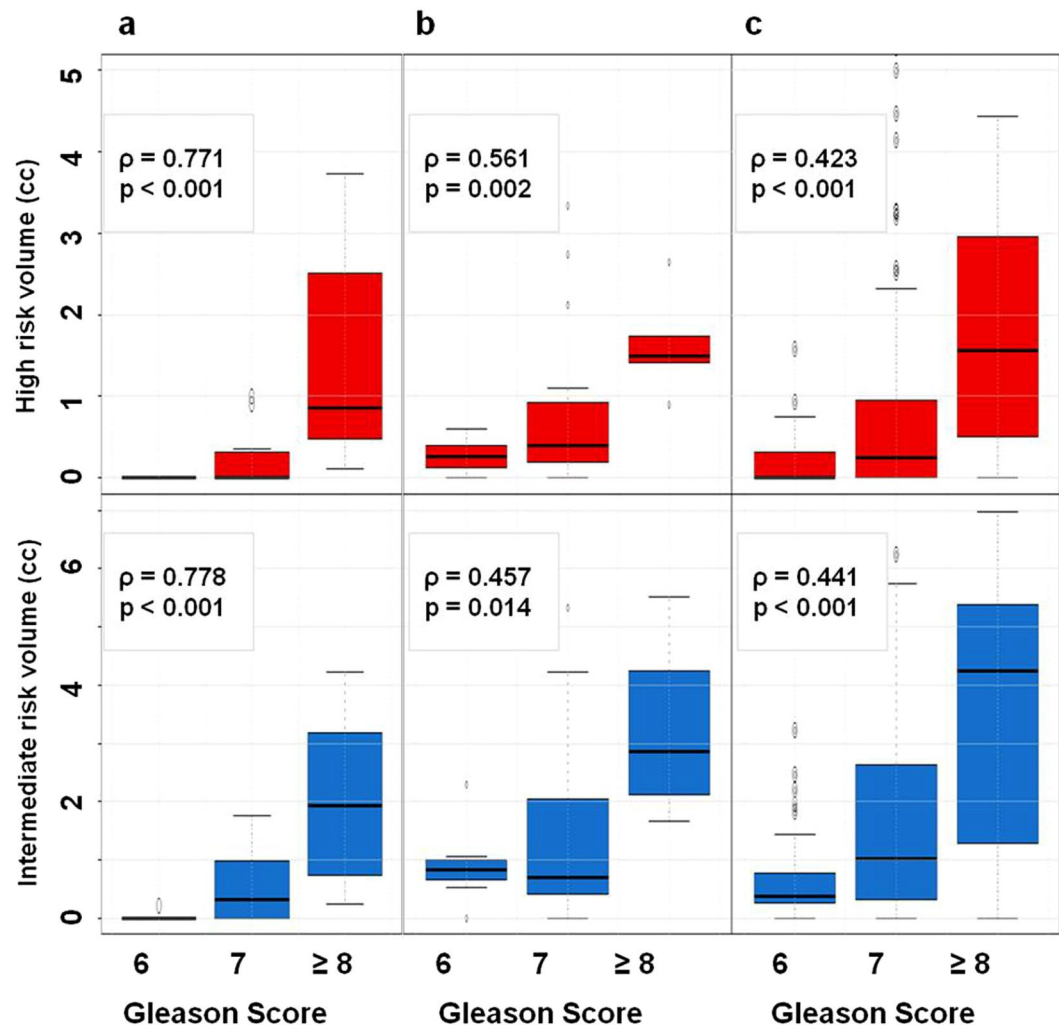 a b c
High risk volume (cc)
5
4
3
2
1
0
ρ = 0.771
p < 0.001
ρ = 0.561
p = 0.002
ρ = 0.423
p < 0.001
Intermediate risk volume (cc)
6
4
2
0
ρ = 0.778
p < 0.001
ρ = 0.457
p = 0.014
ρ = 0.441
p < 0.001
6 7 ≥ 8 6 7 ≥ 8 6 7 ≥ 8
Gleason Score Gleason Score Gleason Score